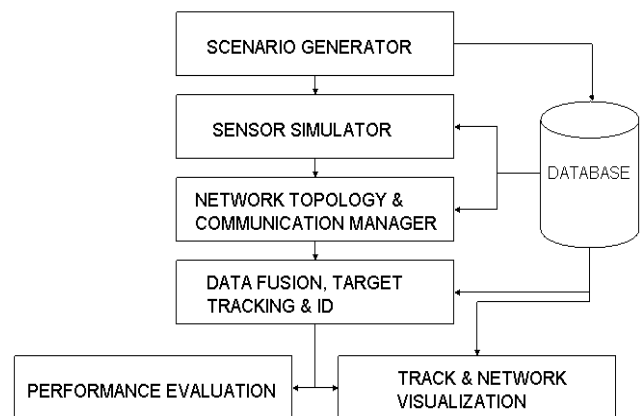 SCENARIO GENERATOR
SENSOR SIMULATOR
DATABASE
NETWORK TOPOLOGY &
COMMUNICATION MANAGER
DATA FUSION, TARGET
TRACKING & ID
PERFORMANCE EVALUATION
TRACK & NETWORK
VISUALIZATION